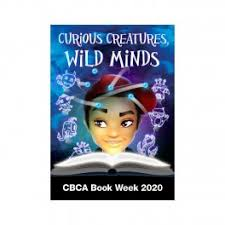 CURIOUS CREATURES,
WILD MINDS
CBCA BOOK WEEK 2020